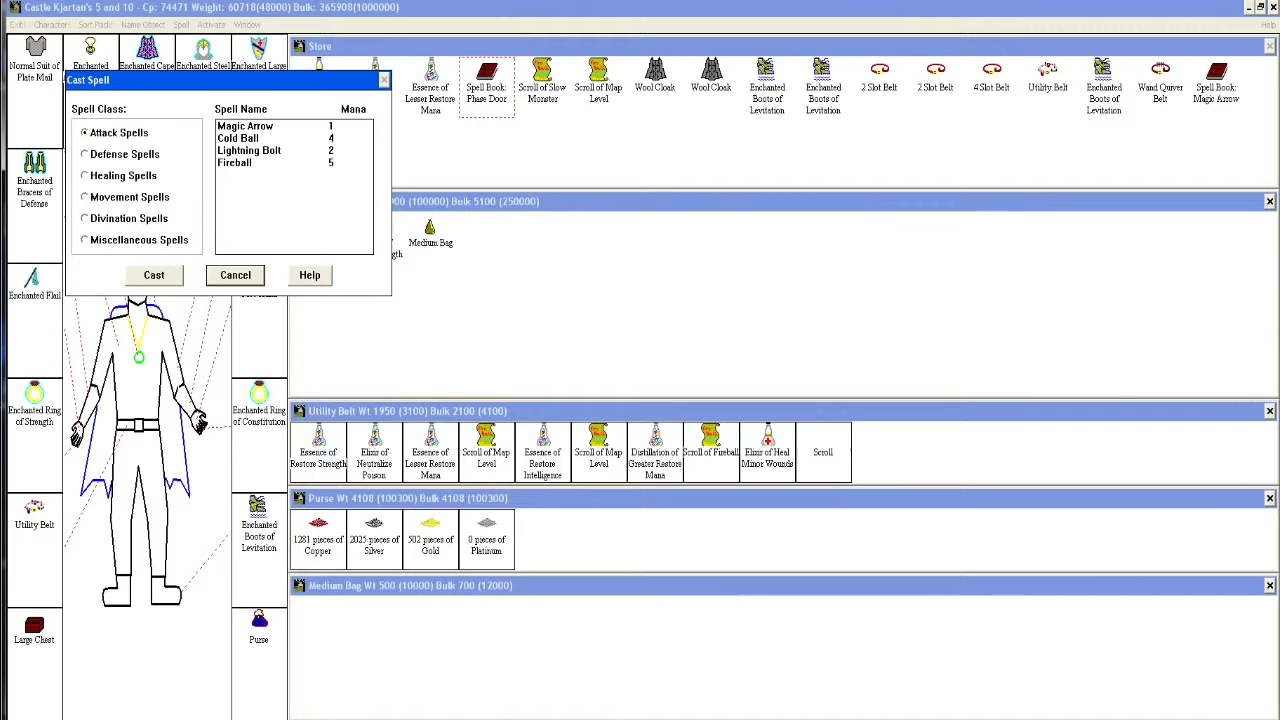 Castle Kjartan's 5 and 10 - Cp: 74471 Weight: 60718(48000) Bulk: 365908(1000000)
Exit! Character! Sort Pack! Name Object Spell Activate Window Help
Normal Suit of
Plate Mail
Enchanted
Enchanted Cape
Enchanted Steel
Enchanted Large
Store
Essence of
Lesser Restore
Mana
Spell Book:
Phase Door
Scroll of Slow
Monster
Scroll of Map
Level
Wool Cloak
Wool Cloak
Enchanted
Boots of
Levitation
Enchanted
Boots of
Levitation
2 Slot Belt
2 Slot Belt
4 Slot Belt
Utility Belt
Enchanted
Boots of
Levitation
Wand Quiver
Belt
Spell Book:
Magic Arrow
Cast Spell
Spell Class:
Attack Spells
Defense Spells
Healing Spells
Movement Spells
Divination Spells
Miscellaneous Spells
Spell Name Mana
Magic Arrow 1
Cold Ball 4
Lightning Bolt 2
Fireball 5
Cast Cancel Help
(100000) Bulk 5100 (250000)
Medium Bag
Enchanted
Bracers of
Defense
Enchanted Flail
Enchanted Ring
of Strength
Enchanted Ring
of Constitution
Utility Belt
Enchanted
Boots of
Levitation
Large Chest
Purse
Utility Belt Wt 1950 (3100) Bulk 2100 (4100)
Essence of
Restore Strength
Elixir of
Neutralize
Poison
Essence of
Lesser Restore
Mana
Scroll of Map
Level
Essence of
Restore
Intelligence
Scroll of Map
Level
Distillation of
Greater Restore
Mana
Scroll of Fireball
Elixir of Heal
Minor Wounds
Scroll
Purse Wt 4108 (100300) Bulk 4108 (100300)
1281 pieces of
Copper
2025 pieces of
Silver
502 pieces of
Gold
0 pieces of
Platinum
Medium Bag Wt 500 (10000) Bulk 700 (12000)